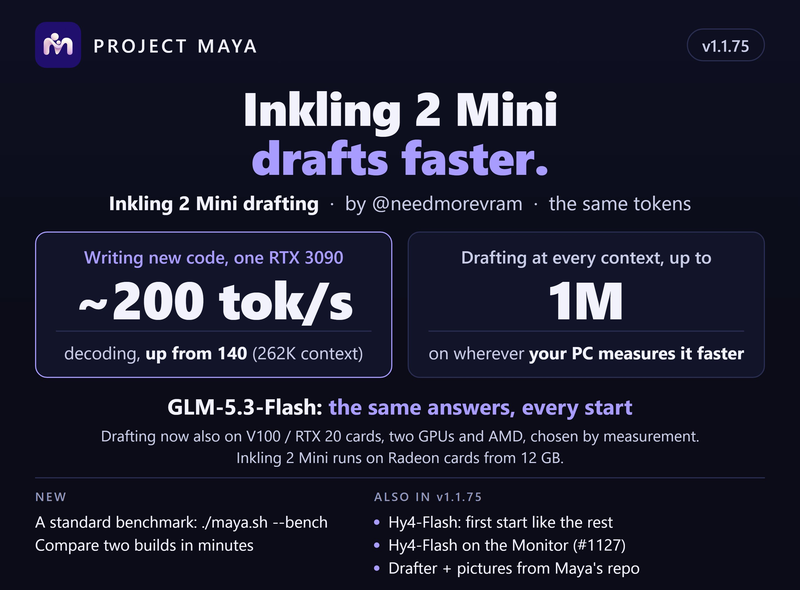 PROJECT MAYA
v1.1.75
Inkling 2 Mini
drafts faster.
Inkling 2 Mini drafting · by @needmorevram · the same tokens
Writing new code, one RTX 3090
~200 tok/s
decoding, up from 140 (262K context)
Drafting at every context, up to
1M
on wherever your PC measures it faster
GLM-5.3-Flash: the same answers, every start
Drafting now also on V100 / RTX 20 cards, two GPUs and AMD, chosen by measurement.
Inkling 2 Mini runs on Radeon cards from 12 GB.
NEW
A standard benchmark: ./maya.sh --bench
Compare two builds in minutes
ALSO IN v1.1.75
• Hy4-Flash: first start like the rest
• Hy4-Flash on the Monitor (#1127)
• Drafter + pictures from Maya's repo